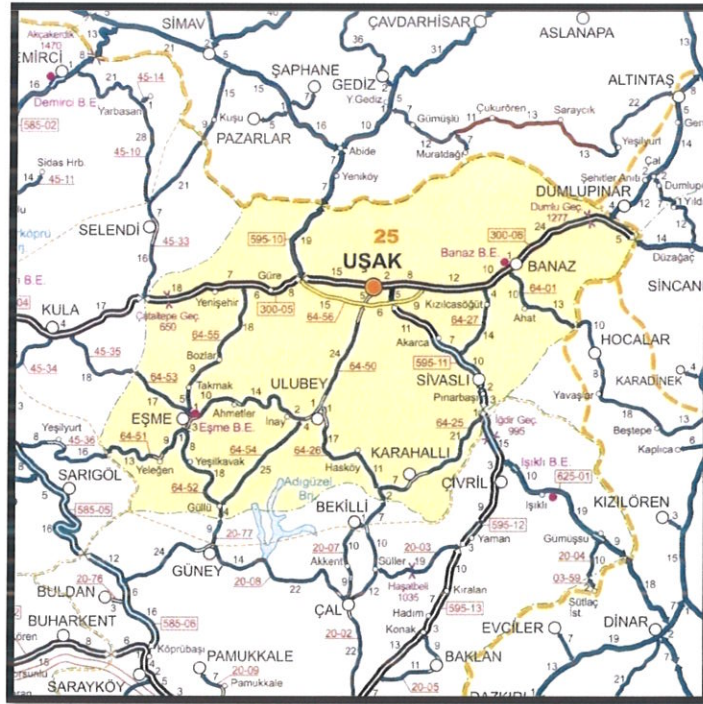 SİMAV
ÇAVDARHİSAR
ASLANAPA
Akçakertik
1470
EMİRCİ
ŞAPHANE
GEDİZ
Y.Gediz
ALTINTAŞ
Demirci B.E.
45-14
Yarbasan
585-02
Kuşu
PAZARLAR
Gümüşlü
Çukurören
Saraycık
Muratdağı
Yeşilyurt
45-10
Abide
Sidas Hrb.
45-11
Yeniköy
Şehitler Anıtı
Çal
DUMLUPINAR
Dumlu Geç.
1277
SELENDİ
45-33
595-10
25
UŞAK
300-06
Banaz B.E.
BANAZ
Düzağaç
Güre
Yenişehir
KULA
Çataltepe Geç.
650
300-05
64-56
Kızılcasöğüt
64-01
64-27
Ahat
SİNCAN
45-35
45-34
64-55
Bozlar
64-50
Akarca
595-11
HOCALAR
64-53
Takmak
ULUBEY
SİVASLI
KARADİREK
Pınarbaşı
Yavaşlar
Ahmetler
İnay
EŞME
Eşme B.E.
64-25
İğdir Geç.
995
Beştepe
Kaplıca
Yeşilyurt
45-36
64-51
64-54
64-26
Yeleğen
Yeşilkavak
Hasköy
KARAHALLI
Işıklı B.E.
625-01
SARIGÖL
64-52
Adıgüzel
Brj.
ÇİVRİL
Işıklı
585-05
Güllü
BEKİLLİ
KIZILÖREN
20-77
595-12
Yaman
Gümüşsu
GÜNEY
20-07
20-03
20-04
Akkent
Süller
03-59
20-76
20-08
Haşatbeli
1035
BULDAN
Kıralan
Sütlaç
İst
585-06
ÇAL
Hadım
595-13
BUHARKENT
20-02
Konak
EVCİLER
DİNAR
Köprübaşı
PAMUKKALE
BAKLAN
SARAYKÖY
20-09
Pamukkale
20-05
DAZKIRI